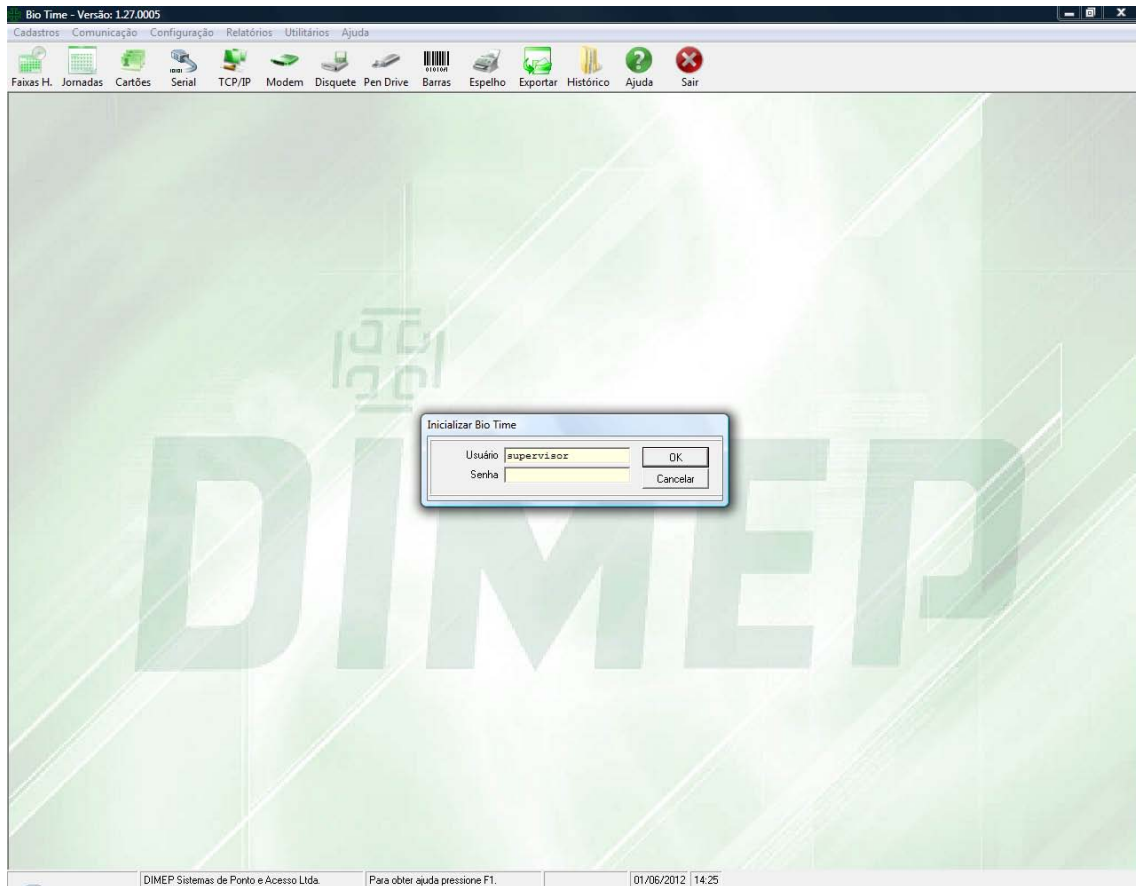 Bio Time - Versão: 1.27.0005
Cadastros Comunicação Configuração Relatórios Utilitários Ajuda
Faixas H. Jornadas Cartões Serial TCP/IP Modem Disquete Pen Drive Barras Espelho Exportar Histórico Ajuda Sair
Inicializar Bio Time
Usuário supervisor OK
Senha Cancelar
DIMEP
DIMEP Sistemas de Ponto e Acesso Ltda. Para obter ajuda pressione F1. 01/06/2012 14:25